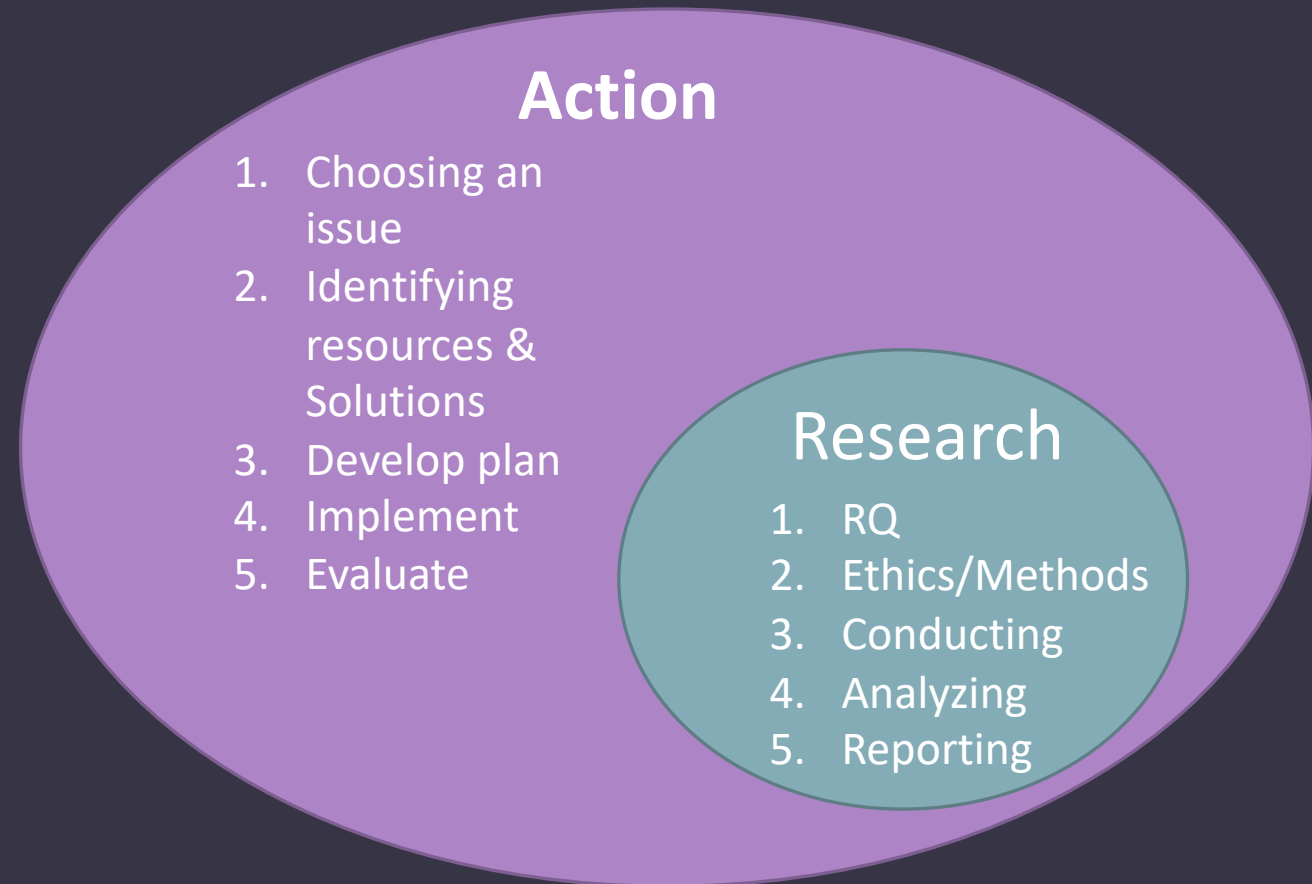 Action
1. Choosing an
issue
2. Identifying
resources &
Solutions
3. Develop plan
4. Implement
5. Evaluate
Research
1. RQ
2. Ethics/Methods
3. Conducting
4. Analyzing
5. Reporting